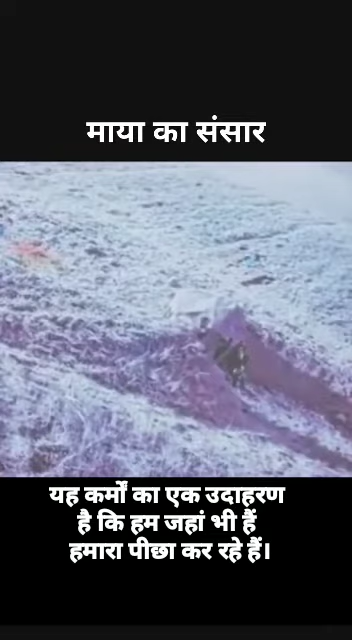 माया का संसार
यह कर्मों का एक उदाहरण
है कि हम जहां भी हैं
हमारा पीछा कर रहे हैं।